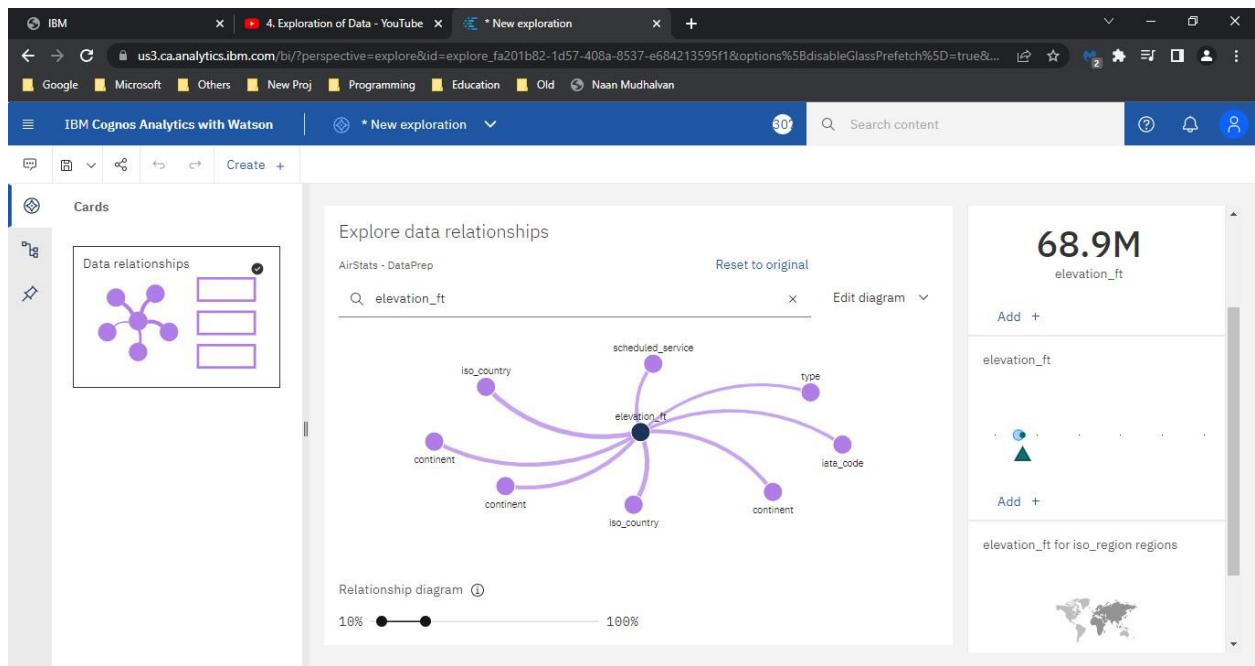 IBM
4. Exploration of Data - YouTube
* New exploration
us3.ca.analytics.ibm.com/bi/?perspective=explore&id=explore_fa201b82-1d57-408a-8537-e684213595f1&options%5BdisableGlassPrefetch%5D=true&...
2
Google Microsoft Others New Proj Programming Education Old Naan Mudhalvan
IBM Cognos Analytics with Watson
* New exploration
30?
Search content
Create +
Cards
Data relationships
Explore data relationships
AirStats - DataPrep
Reset to original
elevation_ft
Edit diagram
scheduled_service
iso_country
type
elevation_ft
continent
iata_code
continent
continent
iso_country
Relationship diagram
10%
100%
68.9M
elevation_ft
Add +
elevation_ft
Add +
elevation_ft for iso_region regions